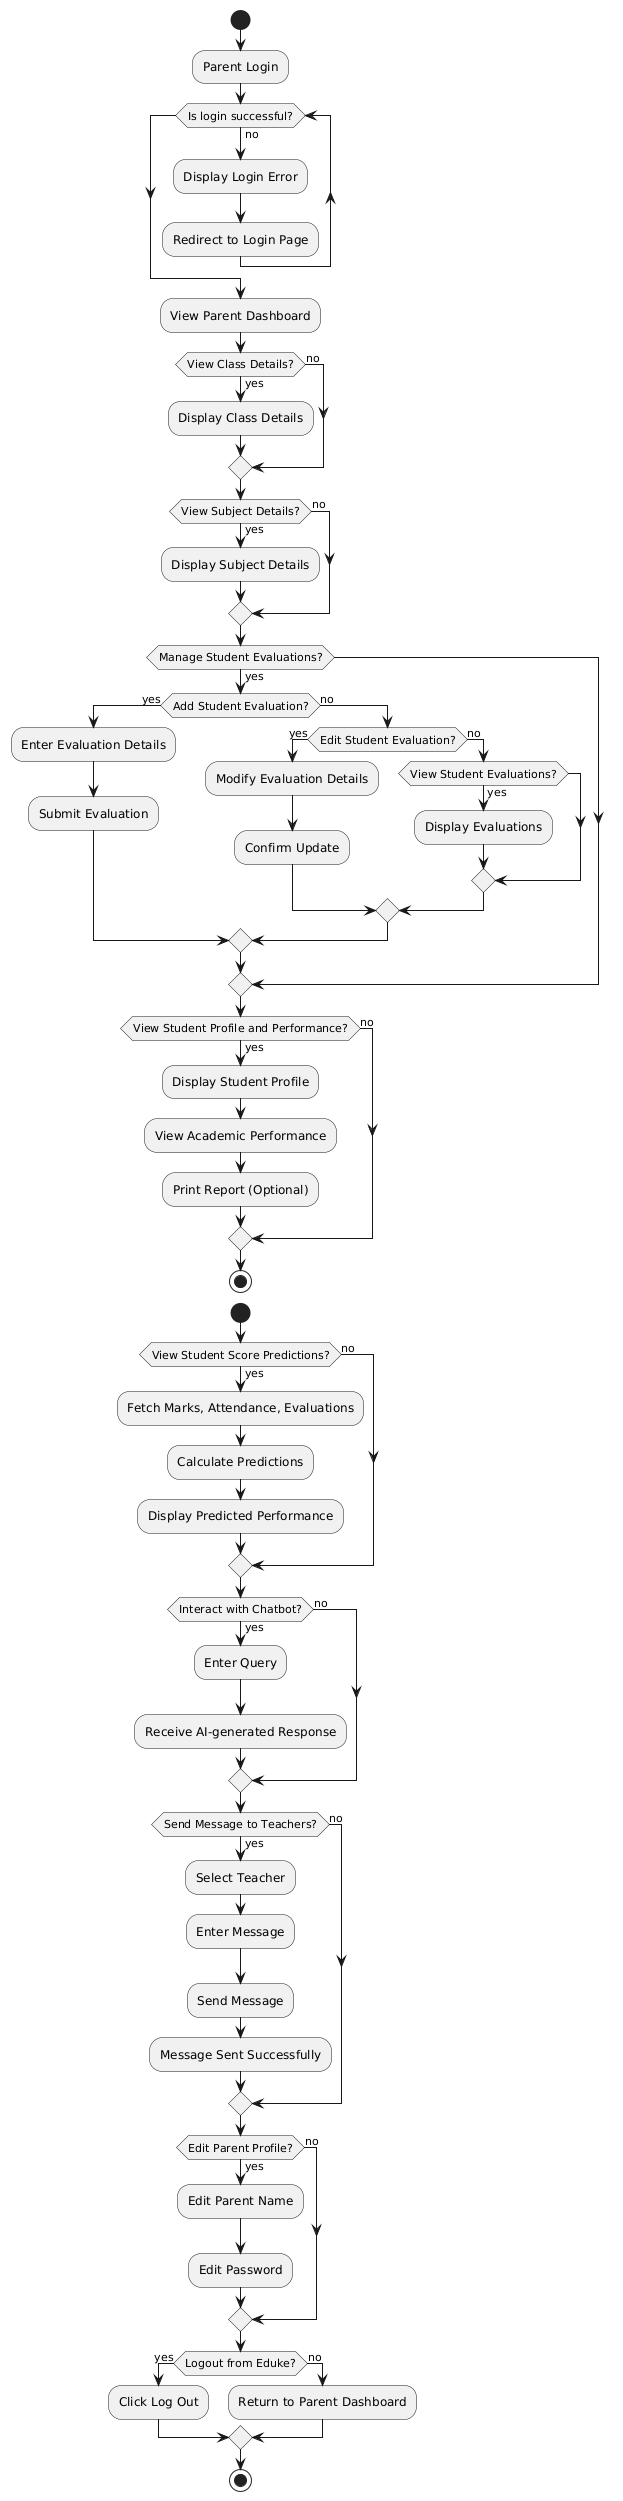 Parent Login
Is login successful?
no
Display Login Error
Redirect to Login Page
View Parent Dashboard
View Class Details?
no
yes
Display Class Details
View Subject Details?
no
yes
Display Subject Details
Manage Student Evaluations?
yes
yes
Add Student Evaluation?
no
Enter Evaluation Details
Submit Evaluation
yes
Edit Student Evaluation?
no
Modify Evaluation Details
Confirm Update
View Student Evaluations?
yes
Display Evaluations
View Student Profile and Performance?
no
yes
Display Student Profile
View Academic Performance
Print Report (Optional)
View Student Score Predictions?
no
yes
Fetch Marks, Attendance, Evaluations
Calculate Predictions
Display Predicted Performance
Interact with Chatbot?
no
yes
Enter Query
Receive AI-generated Response
Send Message to Teachers?
no
yes
Select Teacher
Enter Message
Send Message
Message Sent Successfully
Edit Parent Profile?
no
yes
Edit Parent Name
Edit Password
yes
Logout from Eduke?
no
Click Log Out
Return to Parent Dashboard